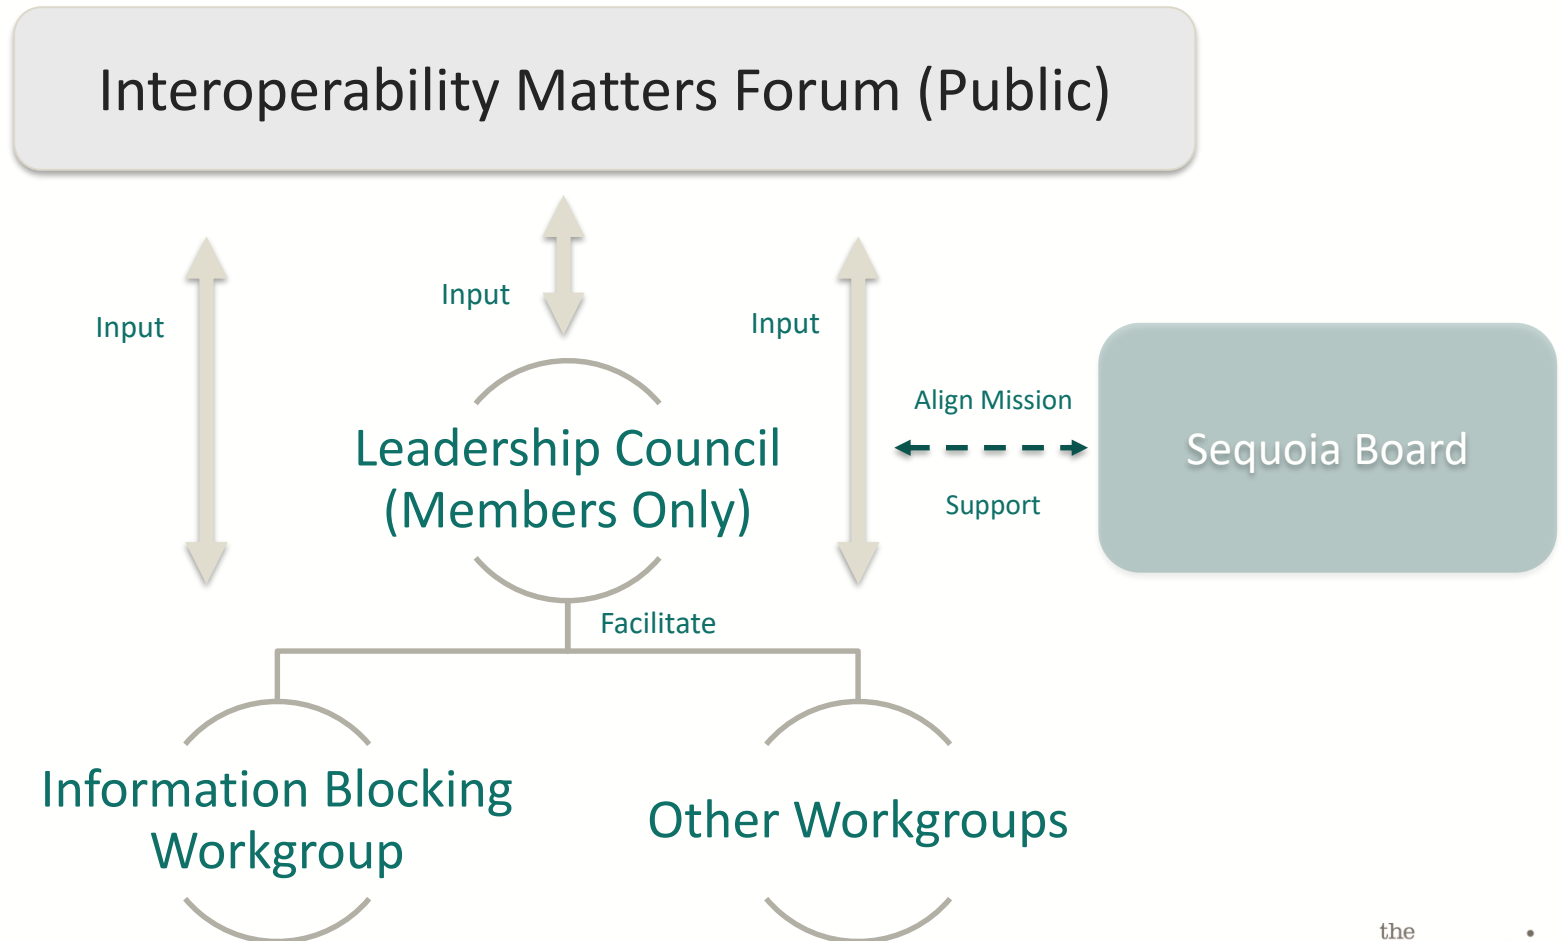 Interoperability Matters Forum (Public)
Input
Input
Input
Leadership Council
(Members Only)
Align Mission
Support
Sequoia Board
Facilitate
Information Blocking
Workgroup
Other Workgroups
the